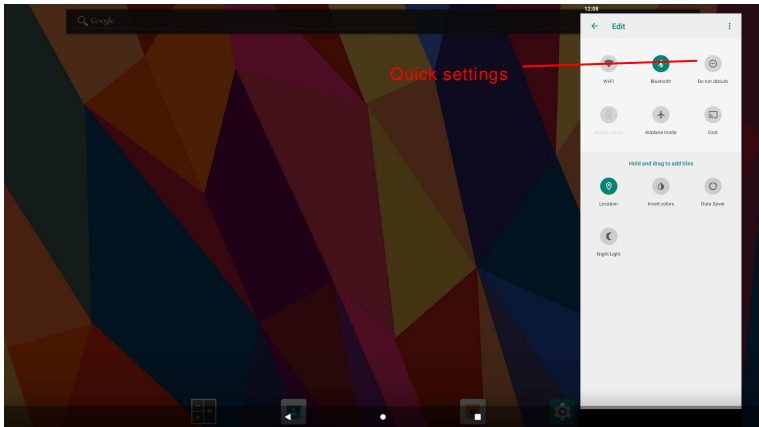 12:08
Google
Edit
Quick settings
WiFi
Bluetooth
Do not disturb
Battery Saver
Airplane mode
Cast
Hold and drag to add tiles
Location
Invert colors
Data Saver
Night Light